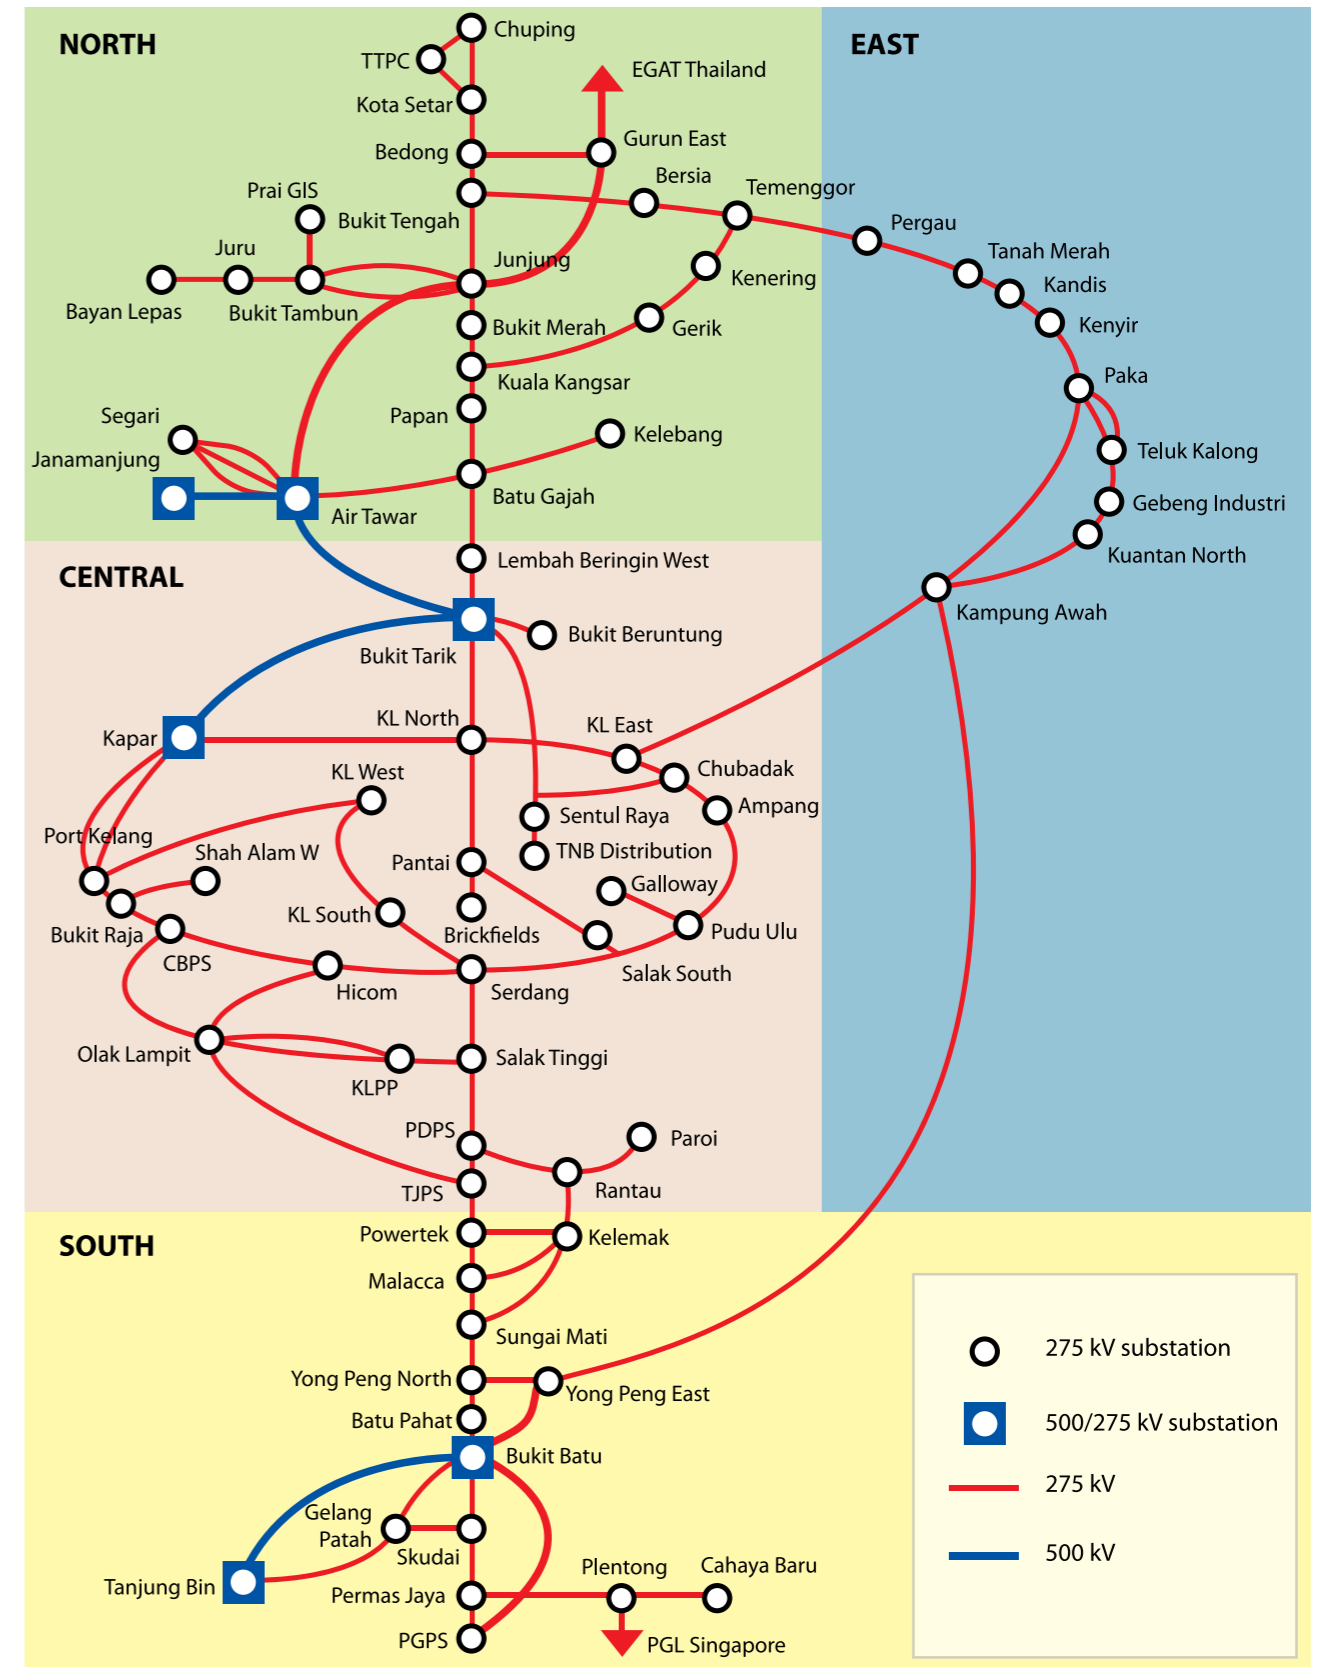 NORTH
EAST
Chuping
TTPC
EGAT Thailand
Kota Setar
Gurun East
Bedong
Bersia
Temenggor
Prai GIS
Bukit Tengah
Pergau
Juru
Junjung
Tanah Merah
Kenering
Kandis
Bayan Lepas
Bukit Tambun
Bukit Merah
Gerik
Kenyir
Kuala Kangsar
Paka
Segari
Papan
Kelebang
Teluk Kalong
Janamanjung
Batu Gajah
Gebeng Industri
Air Tawar
Kuantan North
CENTRAL
Lembah Beringin West
Kampung Awah
Bukit Beruntung
Bukit Tarik
KL North
KL East
Kapar
KL West
Chubadak
Ampang
Sentul Raya
Port Kelang
Shah Alam W
TNB Distribution
Pantai
Galloway
KL South
Bukit Raja
Brickfields
Pudu Ulu
CBPS
Salak South
Hicom
Serdang
Olak Lampit
Salak Tinggi
KLPP
PDPS
Paroi
TJPS
Rantau
SOUTH
Powertek
Kelemak
Malacca
Sungai Mati
Yong Peng North
Yong Peng East
Batu Pahat
Bukit Batu
Gelang
Patah
Skudai
Plentong
Cahaya Baru
Tanjung Bin
Permas Jaya
PGPS
PGL Singapore
275 kV substation
500/275 kV substation
275 kV
500 kV